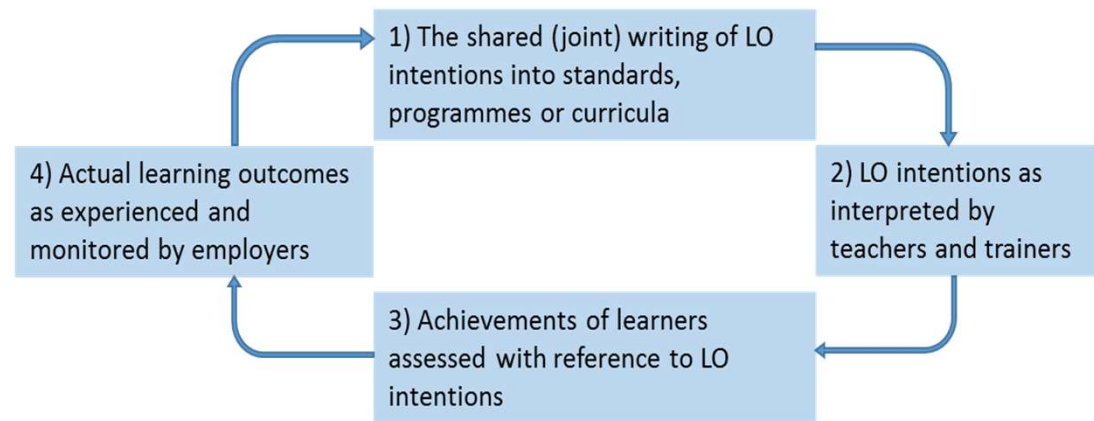 1) The shared (joint) writing of LO
intentions into standards,
programmes or curricula
2) LO intentions as
interpreted by
teachers and trainers
3) Achievements of learners
assessed with reference to LO
intentions
4) Actual learning outcomes
as experienced and
monitored by employers